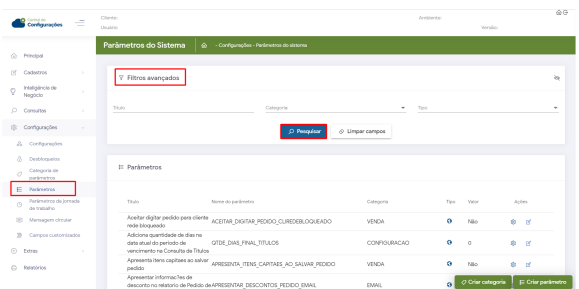 Central de
Configurações
Cliente:
Usuário:
Ambiente:
Versão:
Parâmetros do Sistema
- Configurações - Parâmetros do sistema
Principal
Cadastros
Inteligência de
Negócio
Consultas
Configurações
Configurações
Desbloqueios
Categoria de
parâmetros
Parâmetros
Parâmetros da jornada
de trabalho
Mensagem circular
Campos customizados
Extras
Relatórios
Filtros avançados
Título
Categoria
Tipo
Pesquisar
Limpar campos
Parâmetros
Título
Nome do parâmetro
Categoria
Tipo
Valor
Ações
Aceitar digitar pedido para cliente
rede bloqueado
ACEITAR_DIGITAR_PEDIDO_CLIREDEBLOQUEADO
VENDA
Não
Adiciona quantidade de dias na
data atual do período de
vencimento na Consulta de Títulos
QTDE_DIAS_FINAL_TITULOS
CONFIGURACAO
0
Apresenta itens capitaes ao salvar
pedido
APRESENTA_ITENS_CAPITAES_AO_SALVAR_PEDIDO
VENDA
Não
Apresentar informações de
desconto no relatório de Pedido de
APRESENTAR_DESCONTOS_PEDIDO_EMAIL
EMAIL
Criar categoria
Criar parâmetro